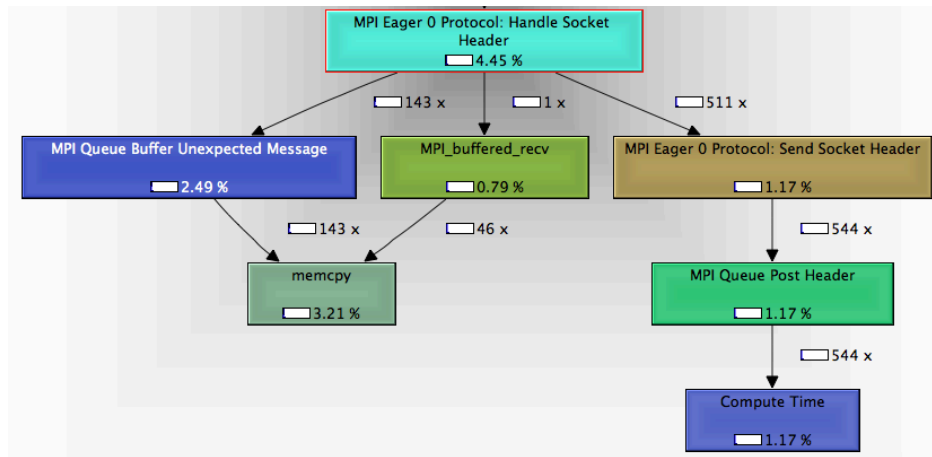 MPI Eager 0 Protocol: Handle Socket
Header
4.45 %
143 x
1 x
511 x
MPI Queue Buffer Unexpected Message
2.49 %
MPI_buffered_recv
0.79 %
MPI Eager 0 Protocol: Send Socket Header
1.17 %
143 x
46 x
544 x
memcpy
3.21 %
MPI Queue Post Header
1.17 %
544 x
Compute Time
1.17 %